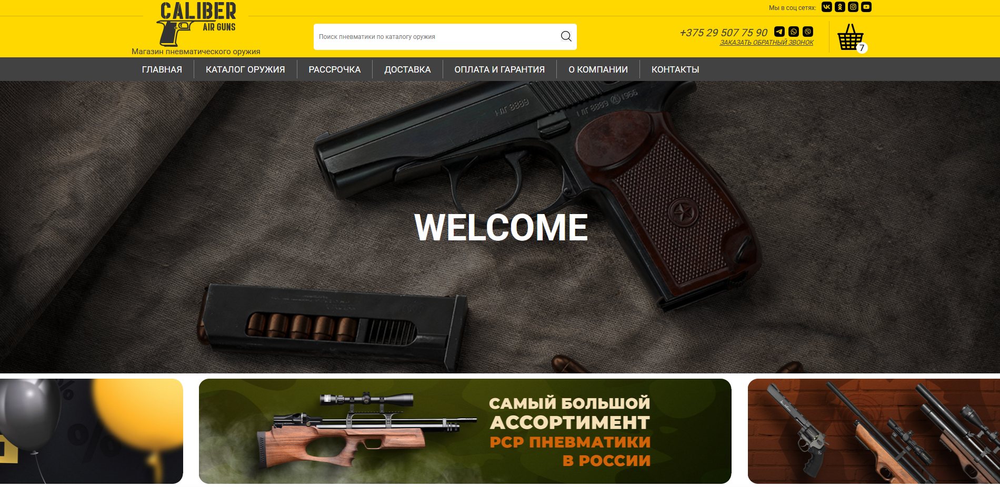 CALIBER
AIR GUNS
Магазин пневматического оружия
Поиск пневматики по каталогу оружия
Мы в соц сетях:
+375 29 507 75 90
ЗАКАЗАТЬ ОБРАТНЫЙ ЗВОНОК
7
ГЛАВНАЯ
КАТАЛОГ ОРУЖИЯ
РАССРОЧКА
ДОСТАВКА
ОПЛАТА И ГАРАНТИЯ
О КОМПАНИИ
КОНТАКТЫ
WELCOME
САМЫЙ БОЛЬШОЙ
АССОРТИМЕНТ
PCP ПНЕВМАТИКИ
В РОССИИ